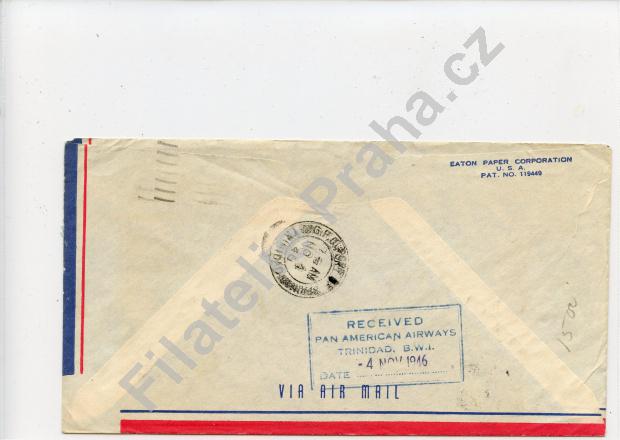 EATON PAPER CORPORATION
U. S. A.
PAT. NO. 119449
RECEIVED
PAN AMERICAN AIRWAYS
TRINIDAD, B.W.I.
-4 NOV 1946
DATE
VIA AIR MAIL
Filatelie Praha.cz